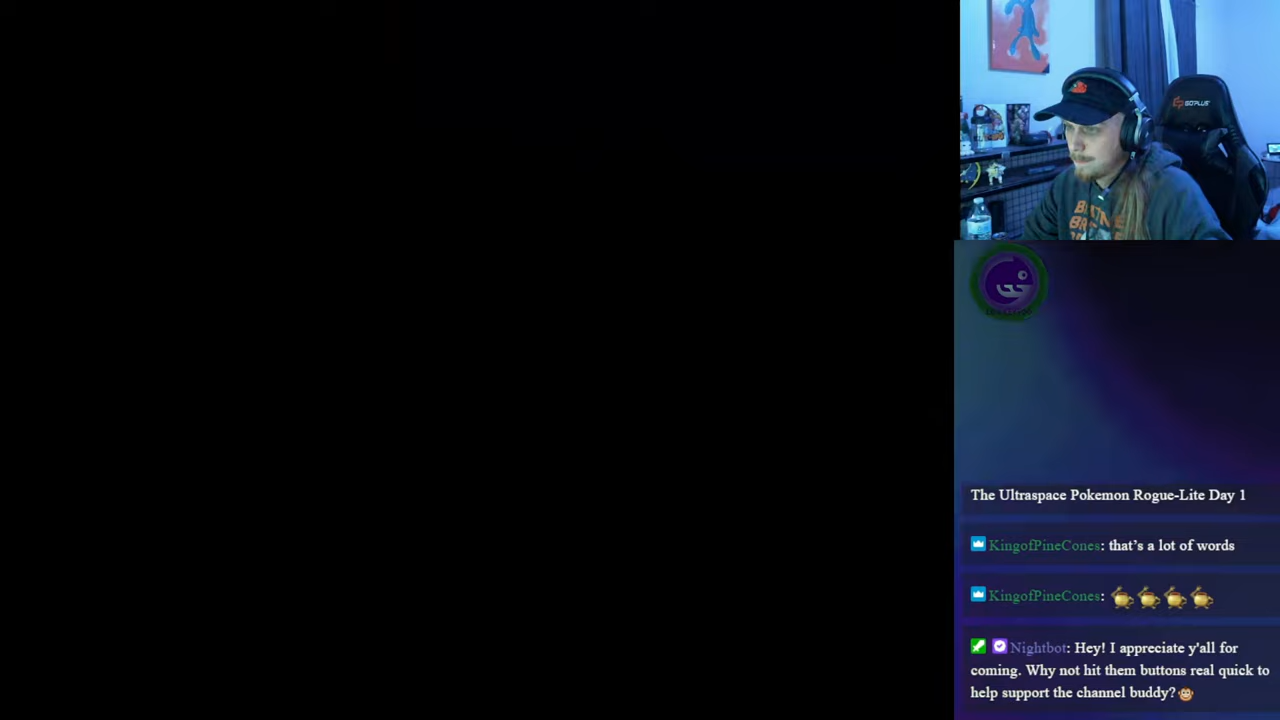 GOPLUS
The Ultraspace Pokemon Rogue-Lite Day 1
KingofPineCones: that's a lot of words
KingofPineCones:
Nightbot: Hey! I appreciate y'all for
coming. Why not hit them buttons real quick to
help support the channel buddy?